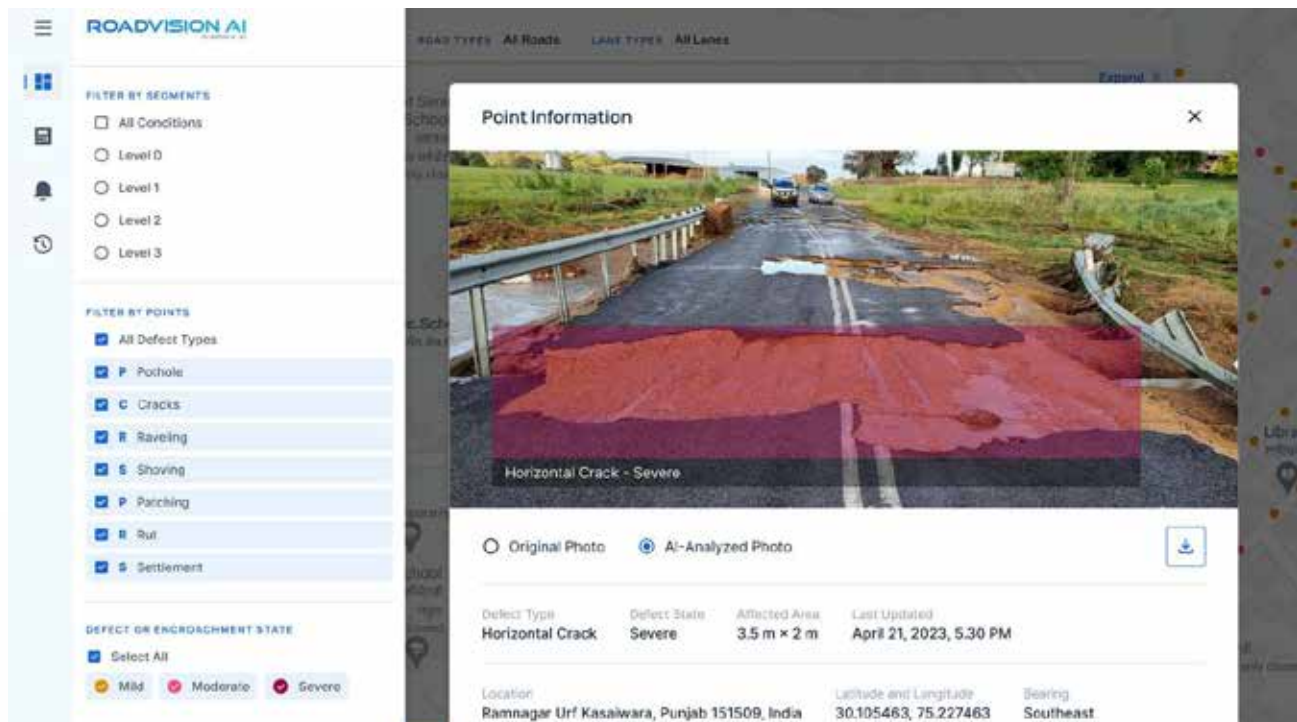 ROADVISION AI
ROAD TYPES All Roads LANE TYPES All Lanes
Expand
FILTER BY SEGMENTS
All Conditions
Level 0
Level 1
Level 2
Level 3
FILTER BY POINTS
All Defect Types
P Pothole
C Cracks
R Raveling
S Shoving
P Patching
R Rut
S Settlement
DEFECT OR ENCROACHMENT STATE
Select All
Mild Moderate Severe
Point Information
Horizontal Crack - Severe
Original Photo AI-Analyzed Photo
Defect Type Defect State Affected Area Last Updated
Horizontal Crack Severe 3.5 m × 2 m April 21, 2023, 5.30 PM
Location Latitude and Longitude Bearing
Ramnagar Urf Kasaiwara, Punjab 151509, India 30.105463, 75.227463 Southeast